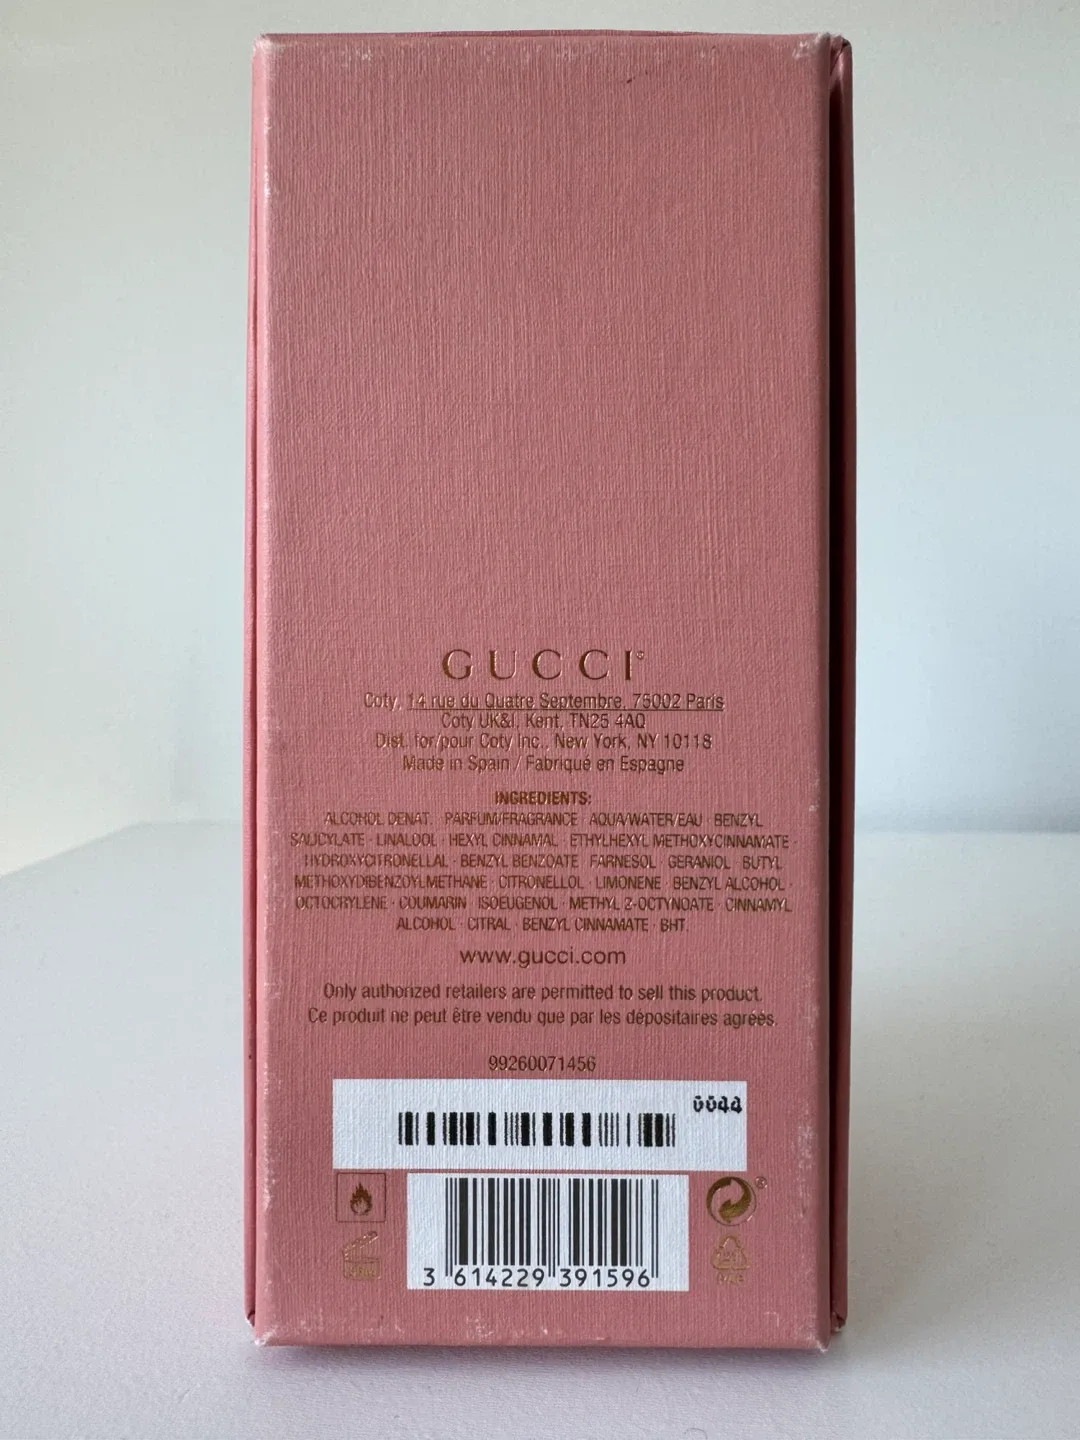 GUCCI®
Coty, 14 rue du Quatre Septembre, 75002 Paris
Coty UK&I, Kent, TN25 4AQ
Dist. for/pour Coty Inc., New York, NY 10118
Made in Spain / Fabriqué en Espagne
INGREDIENTS:
ALCOHOL DENAT. · PARFUM/FRAGRANCE · AQUA/WATER/EAU · BENZYL
SALICYLATE · LINALOOL · HEXYL CINNAMAL · ETHYLHEXYL METHOXYCINNAMATE ·
HYDROXYCITRONELLAL · BENZYL BENZOATE · FARNESOL · GERANIOL · BUTYL
METHOXYDIBENZOYLMETHANE · CITRONELLOL · LIMONENE · BENZYL ALCOHOL ·
OCTOCRYLENE · COUMARIN · ISOEUGENOL · METHYL 2-OCTYNOATE · CINNAMYL
ALCOHOL · CITRAL · BENZYL CINNAMATE · BHT.
www.gucci.com
Only authorized retailers are permitted to sell this product.
Ce produit ne peut être vendu que par les dépositaires agréés.
99260071456
0044
3 614229 391596